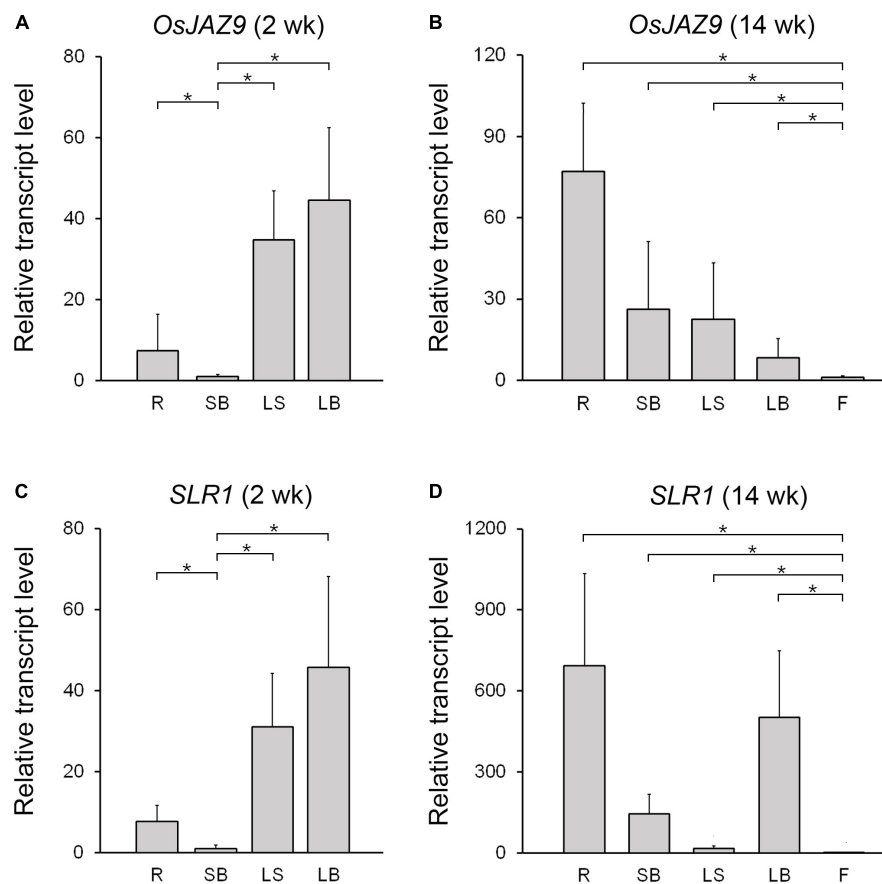 A
OsJAZ9 (2 wk)
Relative transcript level
80
60
40
20
0
*
*
*
R SB LS LB
B
OsJAZ9 (14 wk)
Relative transcript level
120
90
60
30
0
*
*
*
*
R SB LS LB F
C
SLR1 (2 wk)
Relative transcript level
80
60
40
20
0
*
*
*
R SB LS LB
D
SLR1 (14 wk)
Relative transcript level
1200
900
600
300
0
*
*
*
*
R SB LS LB F